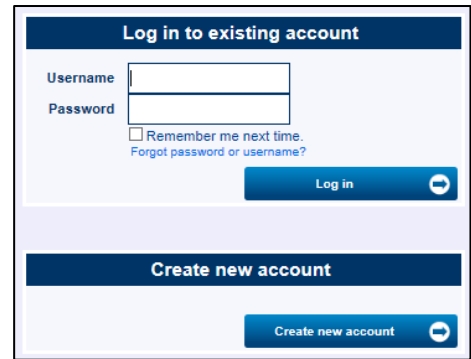 Log in to existing account
Username
Password
Remember me next time.
Forgot password or username?
Log in
Create new account
Create new account